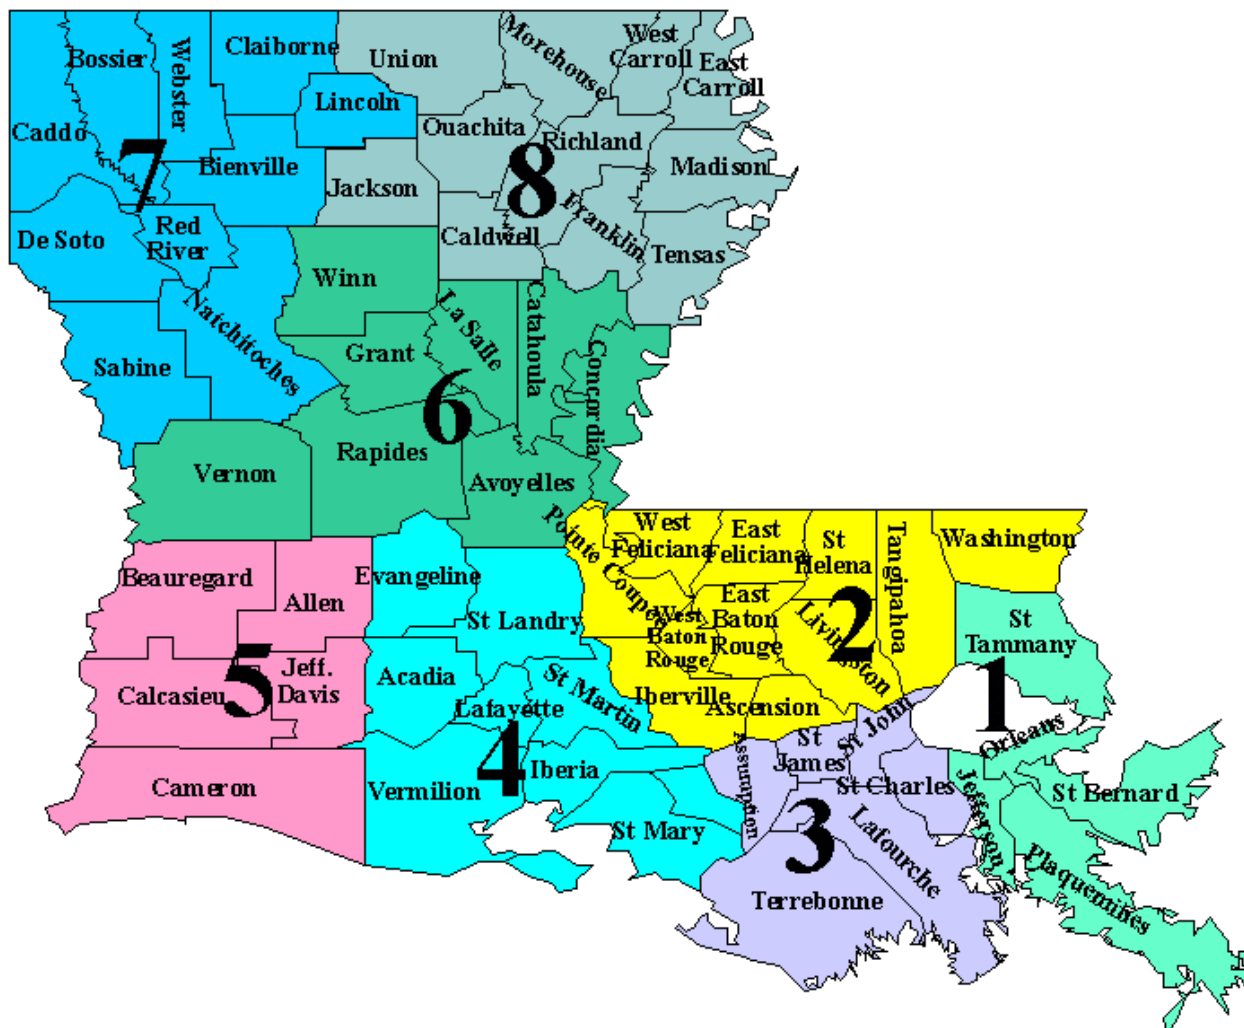 Bossier
Webster
Claiborne
Union
Morehouse
West
Carroll
East
Carroll
Caddo
Lincoln
Ouachita
Richland
7
Bienville
8
Madison
Jackson
Franklin
De Soto
Red
River
Caldwell
Tensas
Winn
La Salle
Catahoula
Natchitoches
Sabine
Grant
Concordia
6
Rapides
Vernon
Avoyelles
Pointe Coupee
West
Feliciana
East
Feliciana
St
Helena
Tangipahoa
Washington
Beauregard
Allen
Evangeline
St Landry
West
Baton
Rouge
East
Baton
Rouge
2
Livingston
St
Tammany
5
Calcasieu
Jeff.
Davis
Acadia
Lafayette
St Martin
Iberville
Ascension
1
Orleans
St John
St
James
Assumption
4
Iberia
Cameron
Vermilion
St Charles
Jefferson
St Bernard
St Mary
3
Lafourche
Plaquemines
Terrebonne